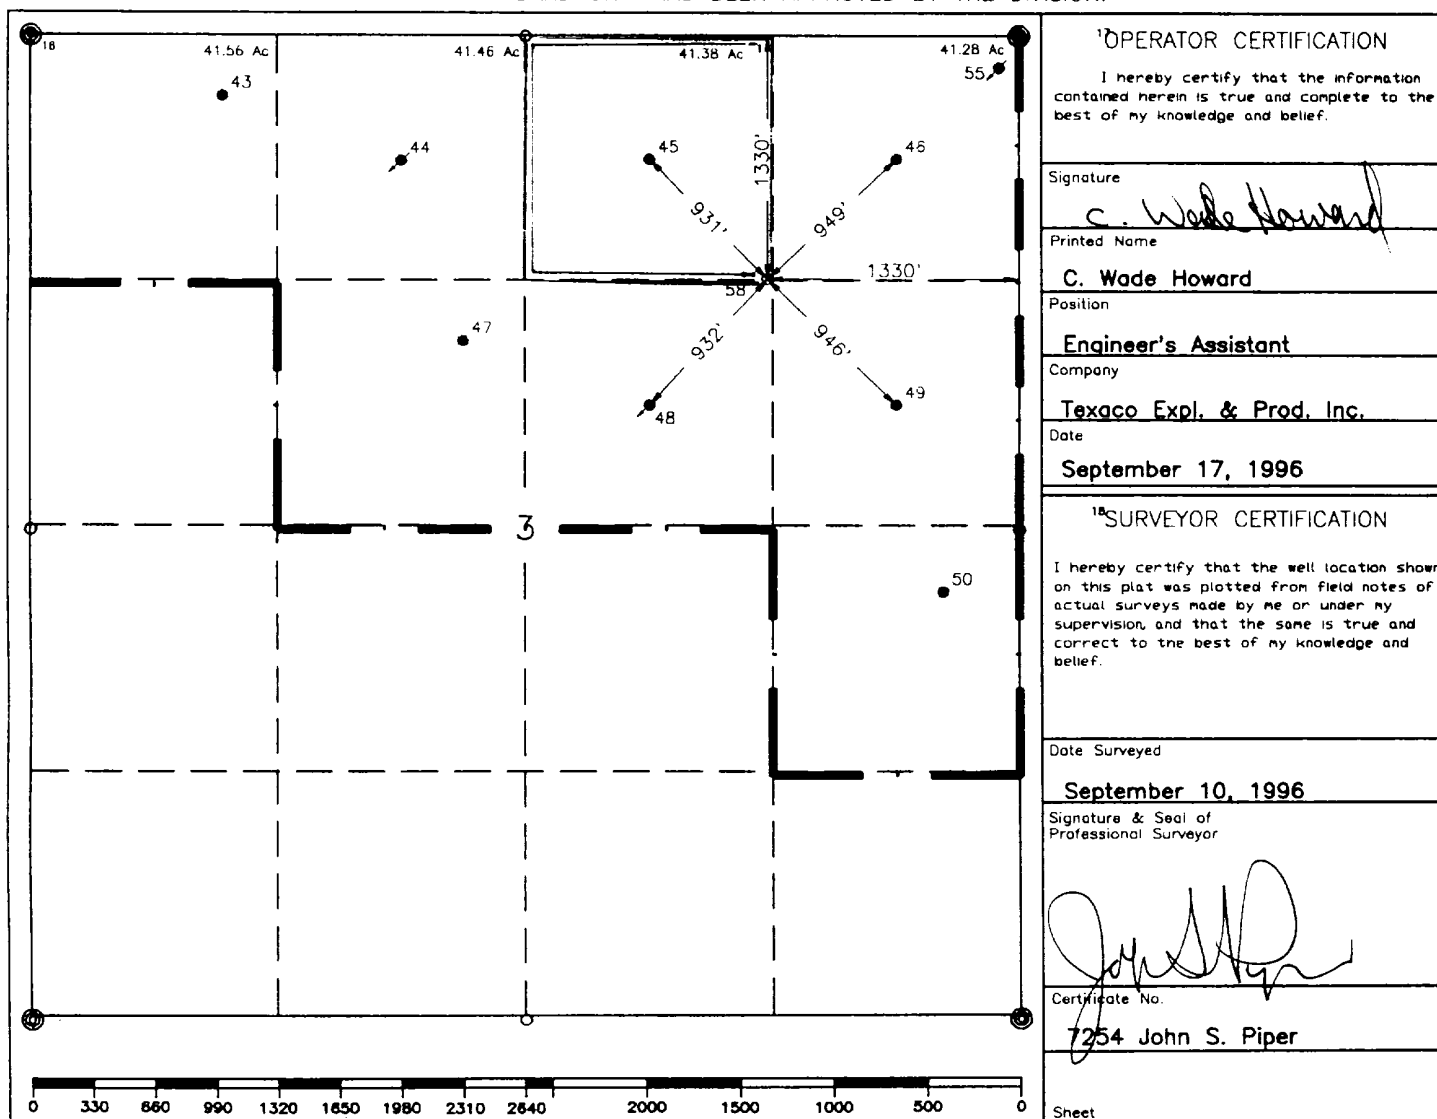 18
41.56 Ac
41.46 Ac
41.38 Ac
41.28 Ac
43
55
44
45
46
1330'
931'
949'
1330'
58
47
932'
946'
48
49
3
50
0 330 660 990 1320 1650 1980 2310 2640 2000 1500 1000 500 0
17 OPERATOR CERTIFICATION
I hereby certify that the information
contained herein is true and complete to the
best of my knowledge and belief.
Signature
C. Wade Howard
Printed Name
C. Wade Howard
Position
Engineer's Assistant
Company
Texaco Expl. & Prod. Inc.
Date
September 17, 1996
18 SURVEYOR CERTIFICATION
I hereby certify that the well location shown
on this plat was plotted from field notes of
actual surveys made by me or under my
supervision, and that the same is true and
correct to the best of my knowledge and
belief.
Date Surveyed
September 10, 1996
Signature & Seal of
Professional Surveyor
Certificate No.
7254 John S. Piper
Sheet